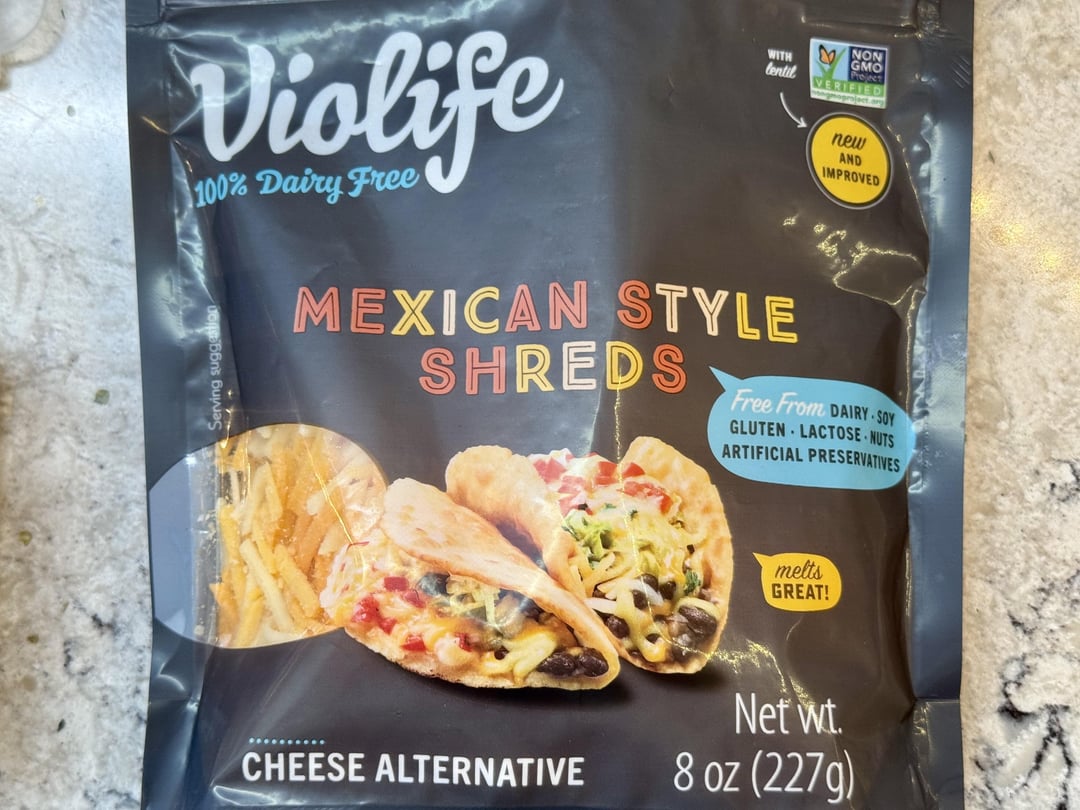 Violife
100% Dairy Free
WITH
lentil
NON
GMO
Project
VERIFIED
nongmoproject.org
new
AND
IMPROVED
MEXICAN STYLE
SHREDS
Serving suggestion
Free From DAIRY · SOY
GLUTEN · LACTOSE · NUTS
ARTIFICIAL PRESERVATIVES
melts
GREAT!
CHEESE ALTERNATIVE
Net wt.
8 oz (227g)